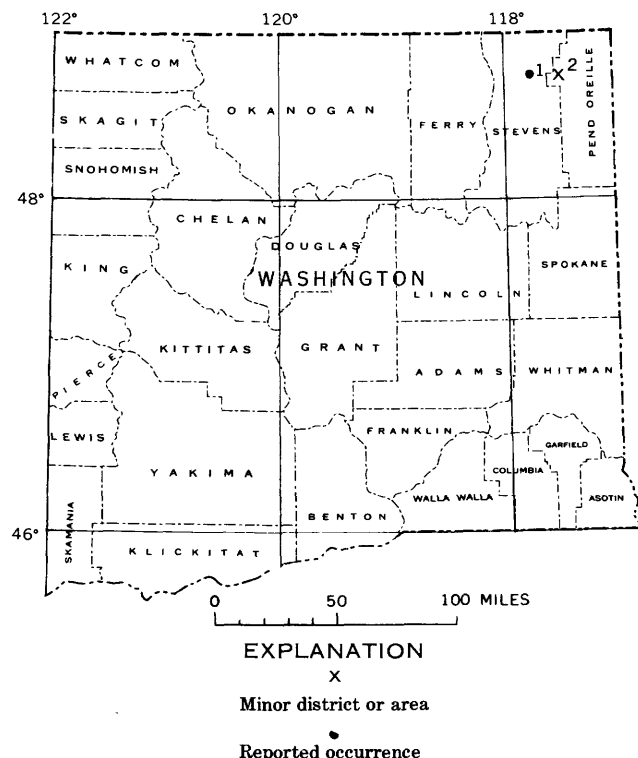 122° 120° 118°
WHATCOM
OKANOGAN
FERRY
STEVENS
PEND OREILLE
1 2
SKAGIT
SNOHOMISH
48°
CHELAN
DOUGLAS
KING
WASHINGTON
LINCOLN
SPOKANE
KITTITAS
GRANT
PIERCE
ADAMS
WHITMAN
LEWIS
FRANKLIN
GARFIELD
YAKIMA
COLUMBIA
WALLA WALLA
ASOTIN
SKAMANIA
BENTON
46°
KLICKITAT
0 50 100 MILES
EXPLANATION
x
Minor district or area
Reported occurrence